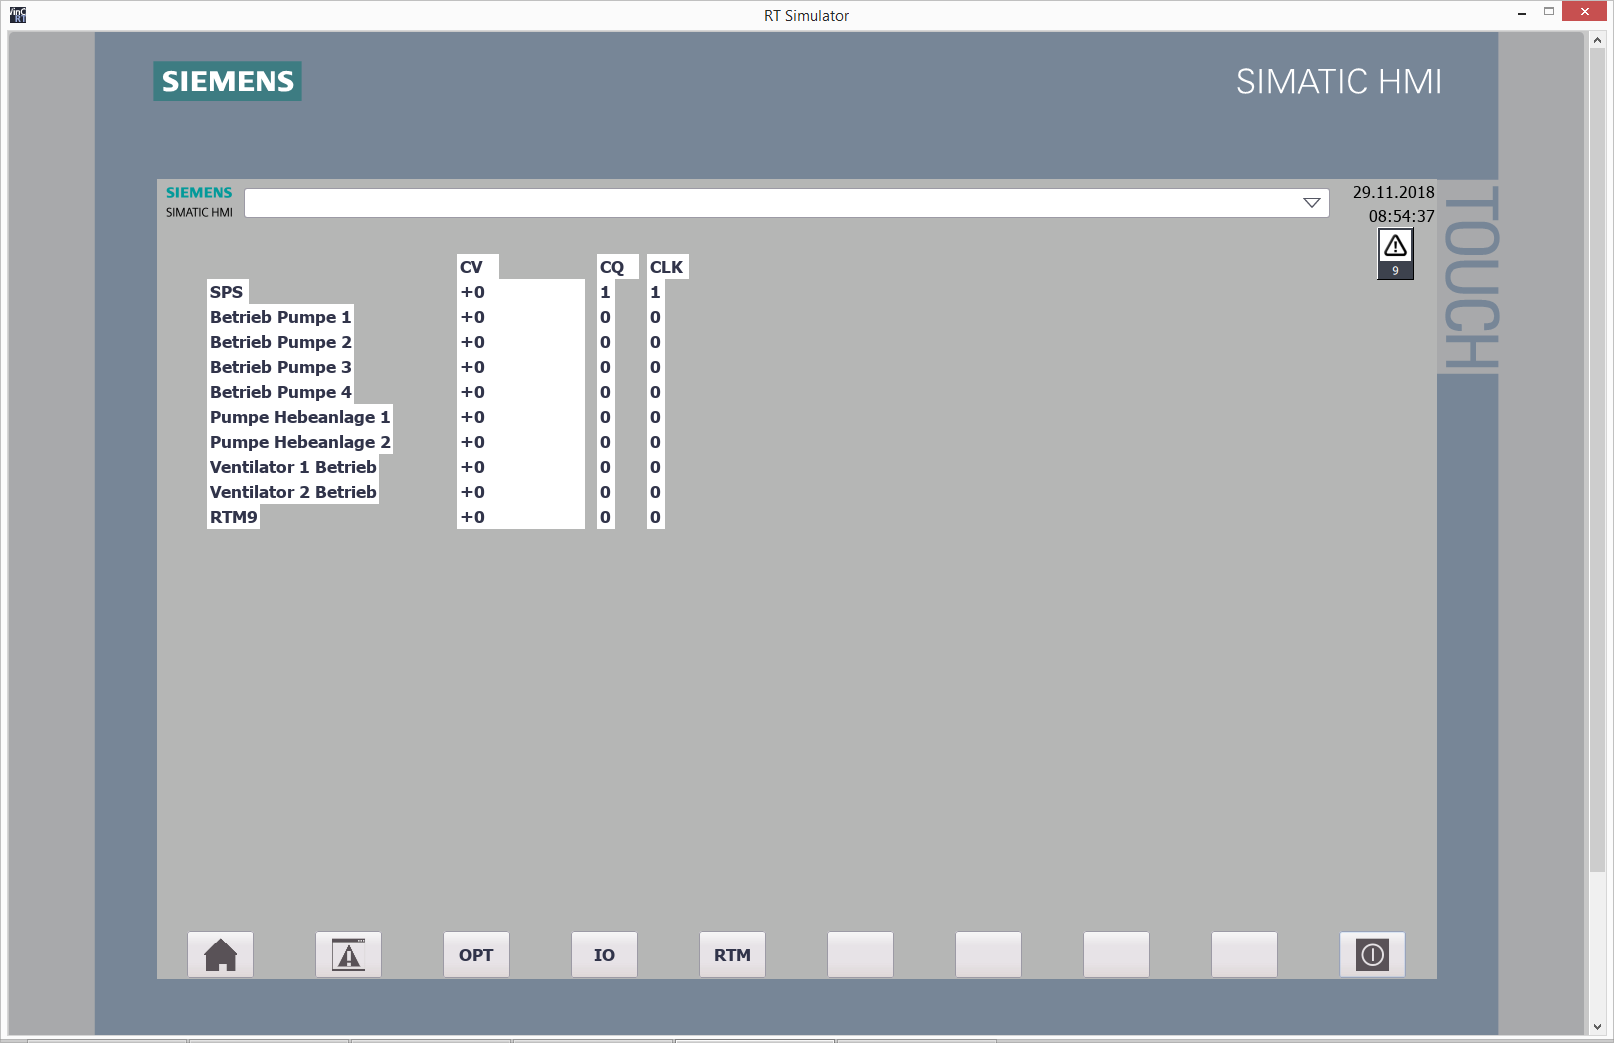 RT Simulator
SIEMENS
SIMATIC HMI
SIEMENS
SIMATIC HMI
29.11.2018
08:54:37
9
TOUCH
CV CQ CLK
SPS +0 1 1
Betrieb Pumpe 1 +0 0 0
Betrieb Pumpe 2 +0 0 0
Betrieb Pumpe 3 +0 0 0
Betrieb Pumpe 4 +0 0 0
Pumpe Hebeanlage 1 +0 0 0
Pumpe Hebeanlage 2 +0 0 0
Ventilator 1 Betrieb +0 0 0
Ventilator 2 Betrieb +0 0 0
RTM9 +0 0 0
OPT IO RTM